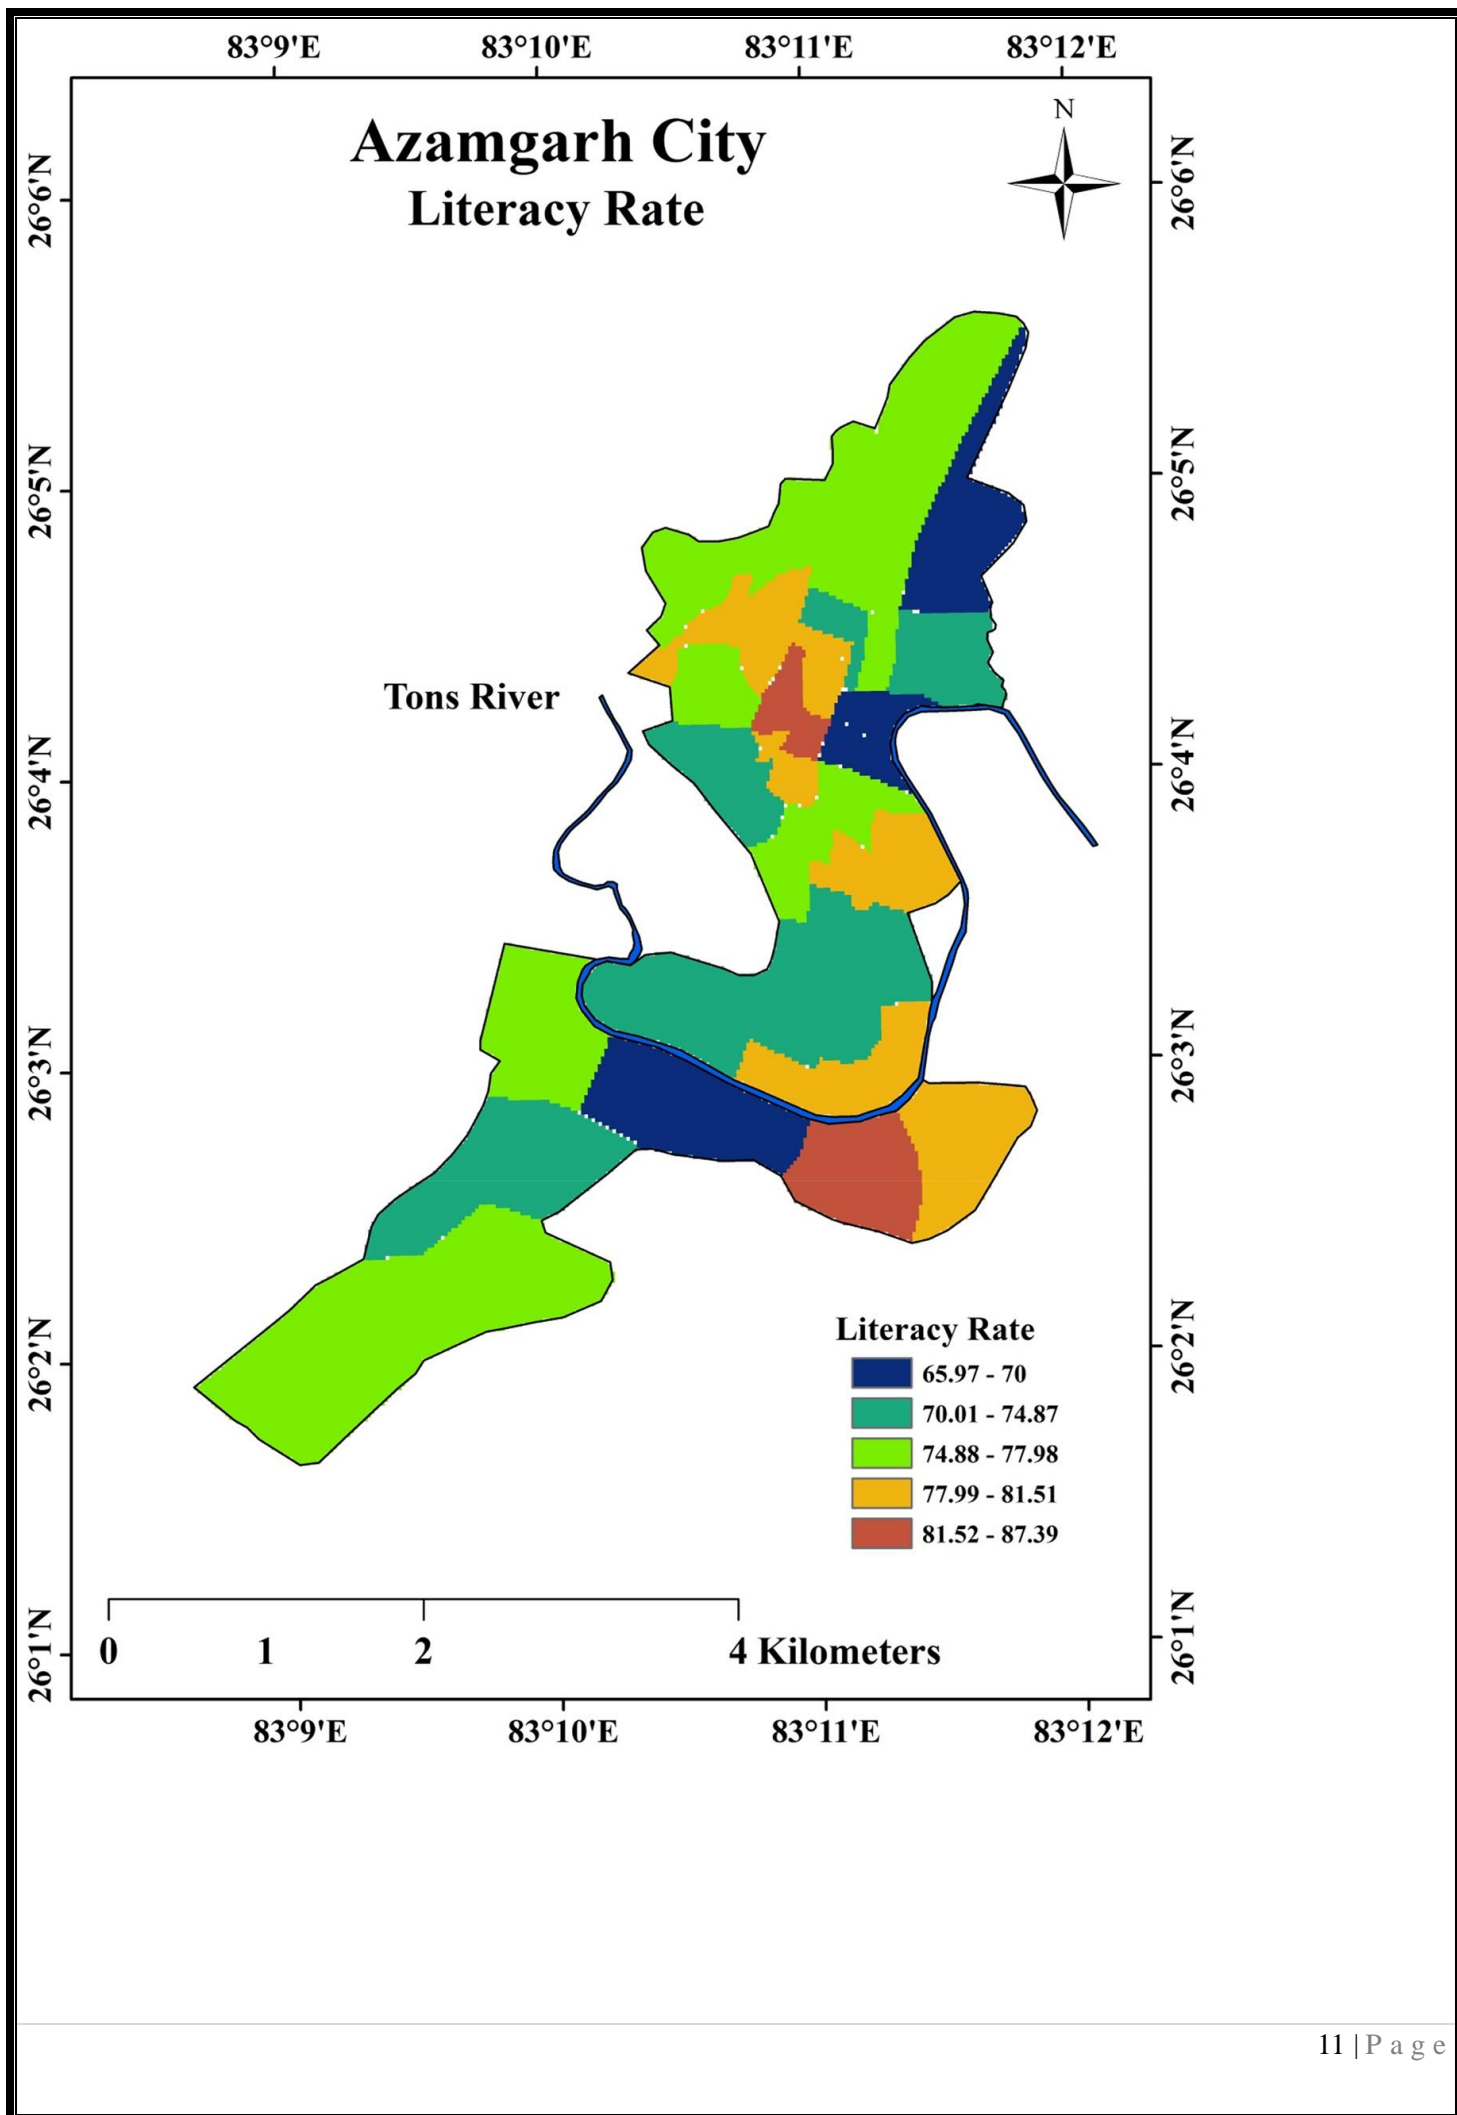 83°9'E 83°10'E 83°11'E 83°12'E
N
Azamgarh City
Literacy Rate
26°6'N 26°6'N
26°5'N 26°5'N
Tons River
26°4'N 26°4'N
26°3'N 26°3'N
26°2'N 26°2'N
Literacy Rate
65.97 - 70
70.01 - 74.87
74.88 - 77.98
77.99 - 81.51
81.52 - 87.39
26°1'N 26°1'N
0 1 2 4 Kilometers
83°9'E 83°10'E 83°11'E 83°12'E
11 | P a g e